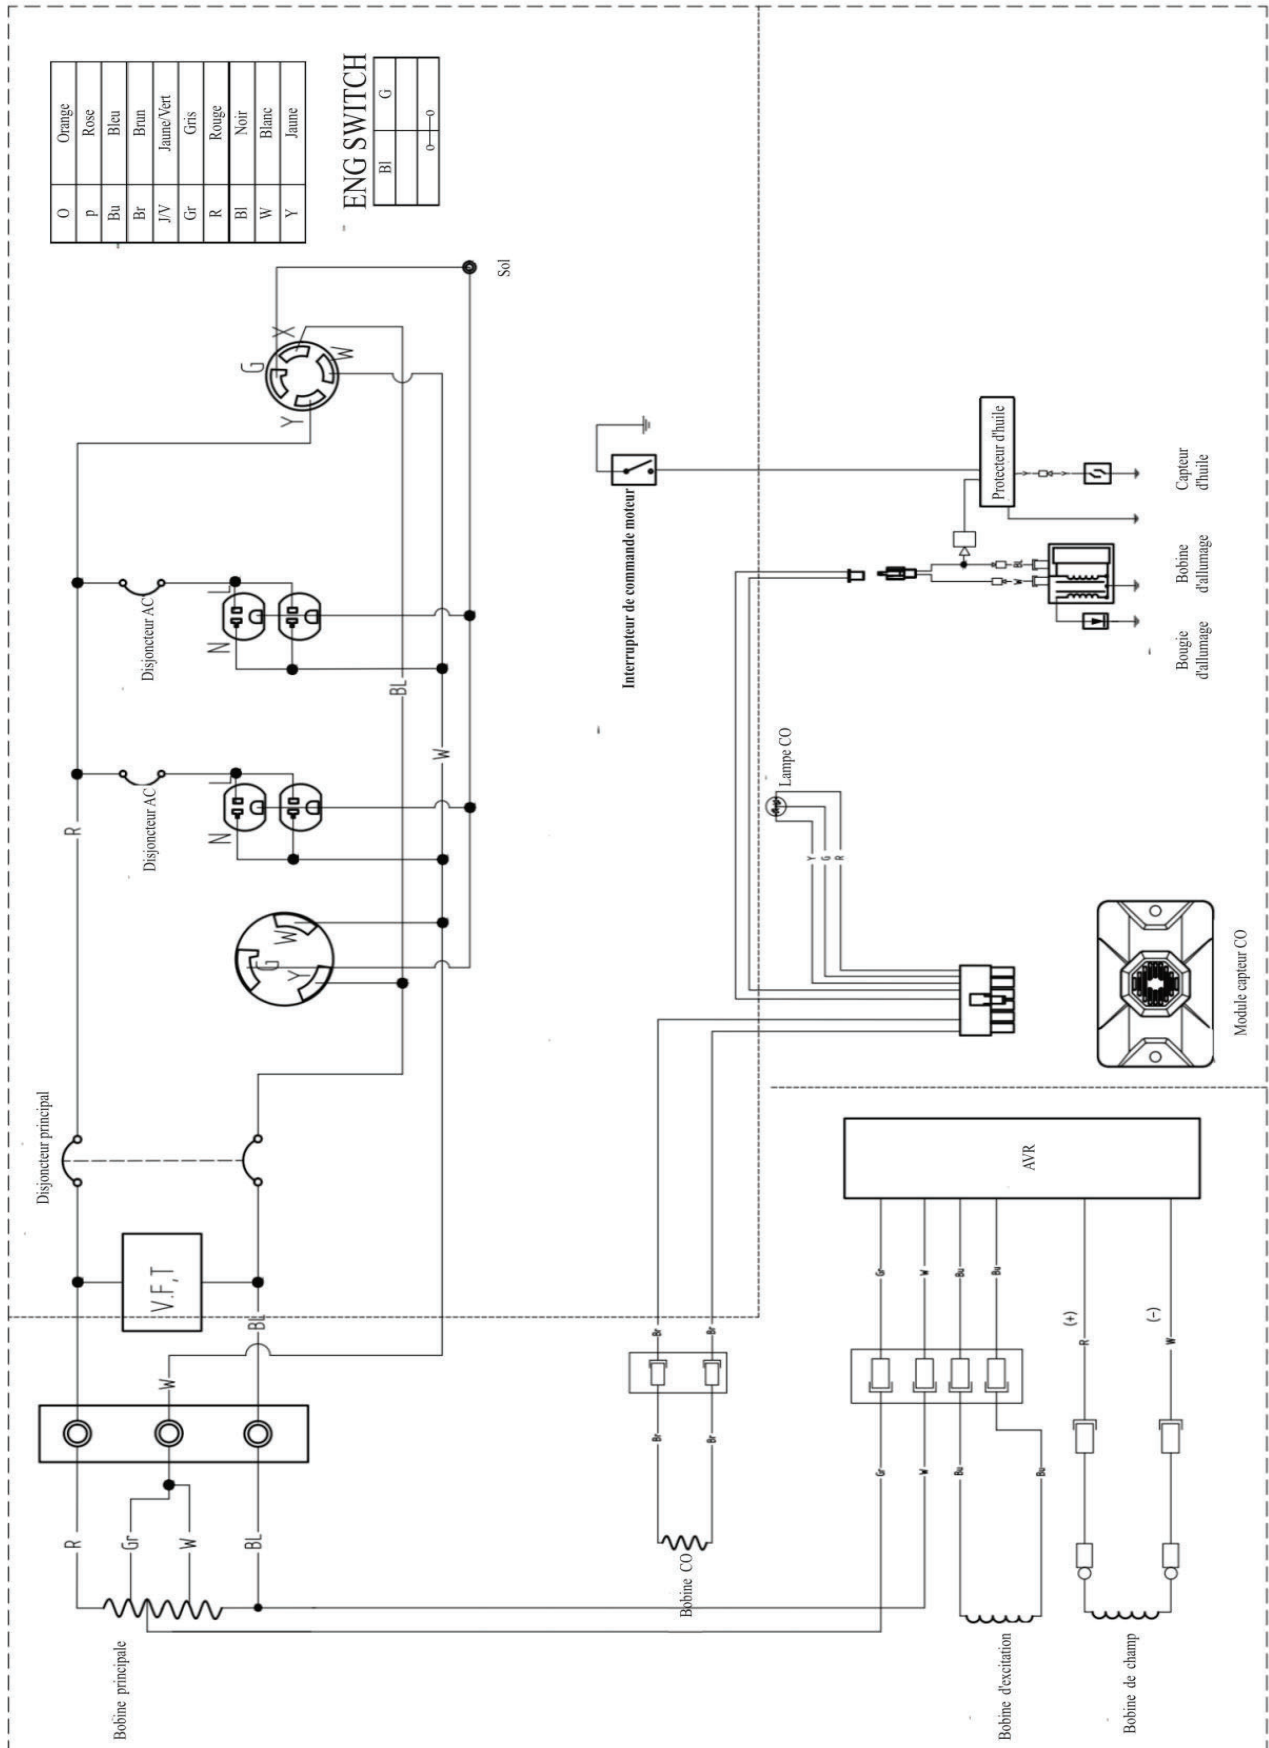 O Orange
p Rose
Bu Bleu
Br Brun
J/V Jaune/Vert
Gr Gris
R Rouge
Bl Noir
W Blanc
Y Jaune
ENG SWITCH
Bl G
Sol
G
X
W
Y
Disjoncteur AC
L
N
BL
W
Disjoncteur AC
L
N
R
W
G
Y
Disjoncteur principal
V.F,T
BL
W
R
Gr
W
BL
Bobine principale
Interrupteur de commande moteur
Protecteur d'huile
Capteur
d'huile
Bobine
d'allumage
Bougie
d'allumage
BL
W
Lampe CO
Y
G
R
Module capteur CO
Br
Br
Br
Br
Bobine CO
AVR
Gr
W
Bu
Bu
(+)
R
(-)
W
Gr
W
Bu
Bu
Bobine d'excitation
Bobine de champ